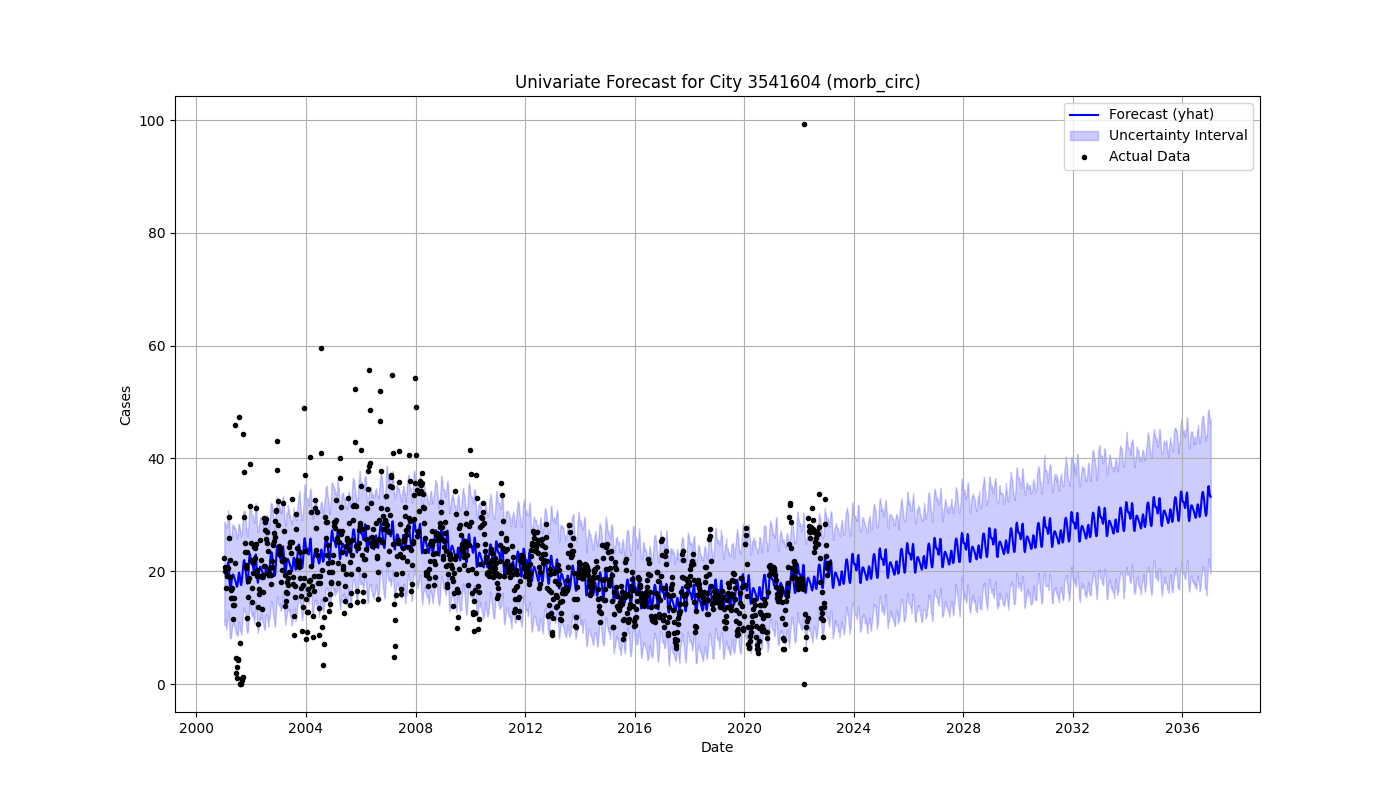 Univariate Forecast for City 3541604 (morb_circ)
Forecast (yhat)
Uncertainty Interval
Actual Data
100
80
60
40
20
0
Cases
2000 2004 2008 2012 2016 2020 2024 2028 2032 2036
Date